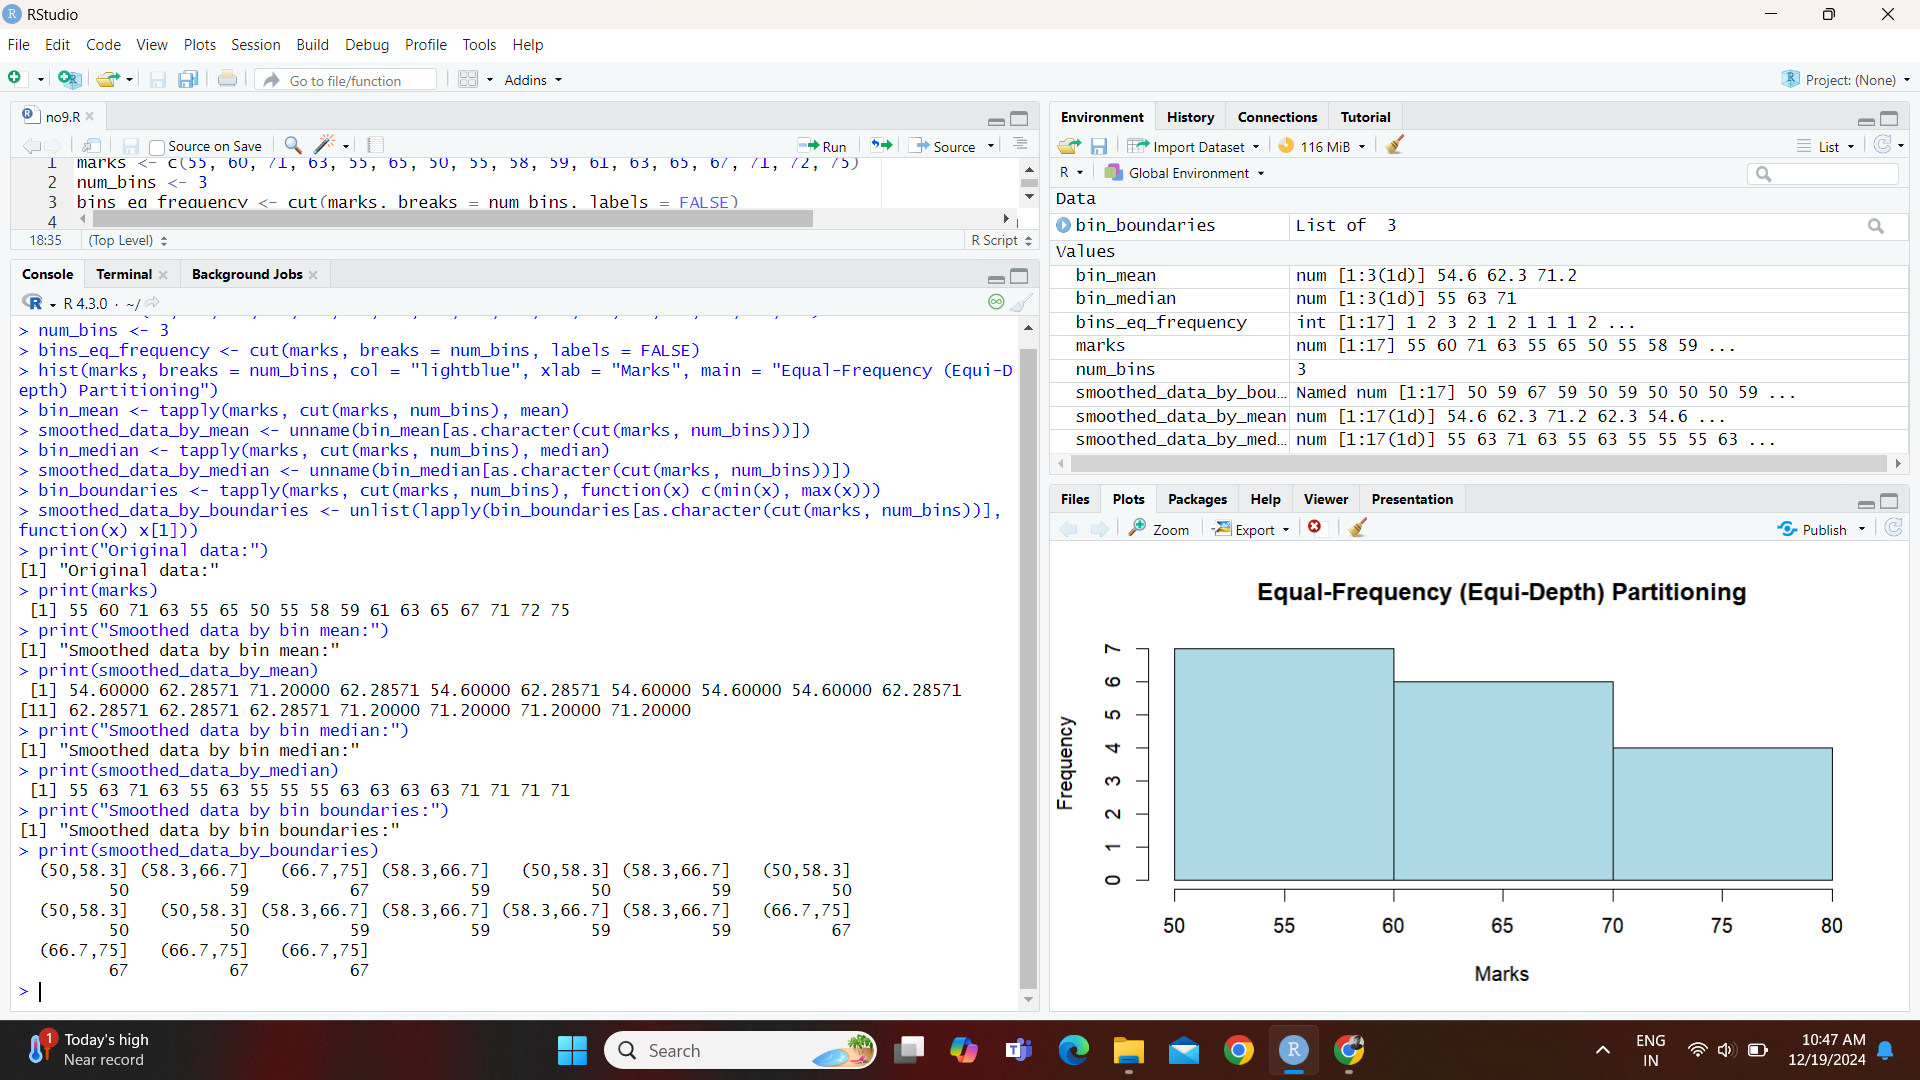 RStudio
File Edit Code View Plots Session Build Debug Profile Tools Help
Go to file/function Addins Project: (None)
no9.R
Source on Save Run Source
1 marks <- c(55, 60, 71, 63, 55, 65, 50, 55, 58, 59, 61, 63, 65, 67, 71, 72, 75)
2 num_bins <- 3
3 bins_eq_frequency <- cut(marks, breaks = num_bins, labels = FALSE)
4
18:35 (Top Level) R Script
Console Terminal Background Jobs
R 4.3.0 · ~/
> num_bins <- 3
> bins_eq_frequency <- cut(marks, breaks = num_bins, labels = FALSE)
> hist(marks, breaks = num_bins, col = "lightblue", xlab = "Marks", main = "Equal-Frequency (Equi-D
epth) Partitioning")
> bin_mean <- tapply(marks, cut(marks, num_bins), mean)
> smoothed_data_by_mean <- unname(bin_mean[as.character(cut(marks, num_bins))])
> bin_median <- tapply(marks, cut(marks, num_bins), median)
> smoothed_data_by_median <- unname(bin_median[as.character(cut(marks, num_bins))])
> bin_boundaries <- tapply(marks, cut(marks, num_bins), function(x) c(min(x), max(x)))
> smoothed_data_by_boundaries <- unlist(lapply(bin_boundaries[as.character(cut(marks, num_bins))],
function(x) x[1]))
> print("Original data:")
[1] "Original data:"
> print(marks)
[1] 55 60 71 63 55 65 50 55 58 59 61 63 65 67 71 72 75
> print("Smoothed data by bin mean:")
[1] "Smoothed data by bin mean:"
> print(smoothed_data_by_mean)
[1] 54.60000 62.28571 71.20000 62.28571 54.60000 62.28571 54.60000 54.60000 54.60000 62.28571
[11] 62.28571 62.28571 62.28571 71.20000 71.20000 71.20000 71.20000
> print("Smoothed data by bin median:")
[1] "Smoothed data by bin median:"
> print(smoothed_data_by_median)
[1] 55 63 71 63 55 63 55 55 55 63 63 63 63 71 71 71 71
> print("Smoothed data by bin boundaries:")
[1] "Smoothed data by bin boundaries:"
> print(smoothed_data_by_boundaries)
(50,58.3] (58.3,66.7] (66.7,75] (58.3,66.7] (50,58.3] (58.3,66.7] (50,58.3]
50 59 67 59 50 59 50
(50,58.3] (50,58.3] (58.3,66.7] (58.3,66.7] (58.3,66.7] (58.3,66.7] (66.7,75]
50 50 59 59 59 59 67
(66.7,75] (66.7,75] (66.7,75]
67 67 67
>
Environment History Connections Tutorial
Import Dataset 116 MiB List
R Global Environment
Data
bin_boundaries List of 3
Values
bin_mean num [1:3(1d)] 54.6 62.3 71.2
bin_median num [1:3(1d)] 55 63 71
bins_eq_frequency int [1:17] 1 2 3 2 1 2 1 1 1 2 ...
marks num [1:17] 55 60 71 63 55 65 50 55 58 59 ...
num_bins 3
smoothed_data_by_bou… Named num [1:17] 50 59 67 59 50 59 50 50 50 59 ...
smoothed_data_by_mean num [1:17(1d)] 54.6 62.3 71.2 62.3 54.6 ...
smoothed_data_by_med… num [1:17(1d)] 55 63 71 63 55 63 55 55 55 63 ...
Files Plots Packages Help Viewer Presentation
Zoom Export Publish
Equal-Frequency (Equi-Depth) Partitioning
Frequency
7
6
5
4
3
2
1
0
50 55 60 65 70 75 80
Marks
1 Today's high
Near record
Search
ENG
IN
10:47 AM
12/19/2024